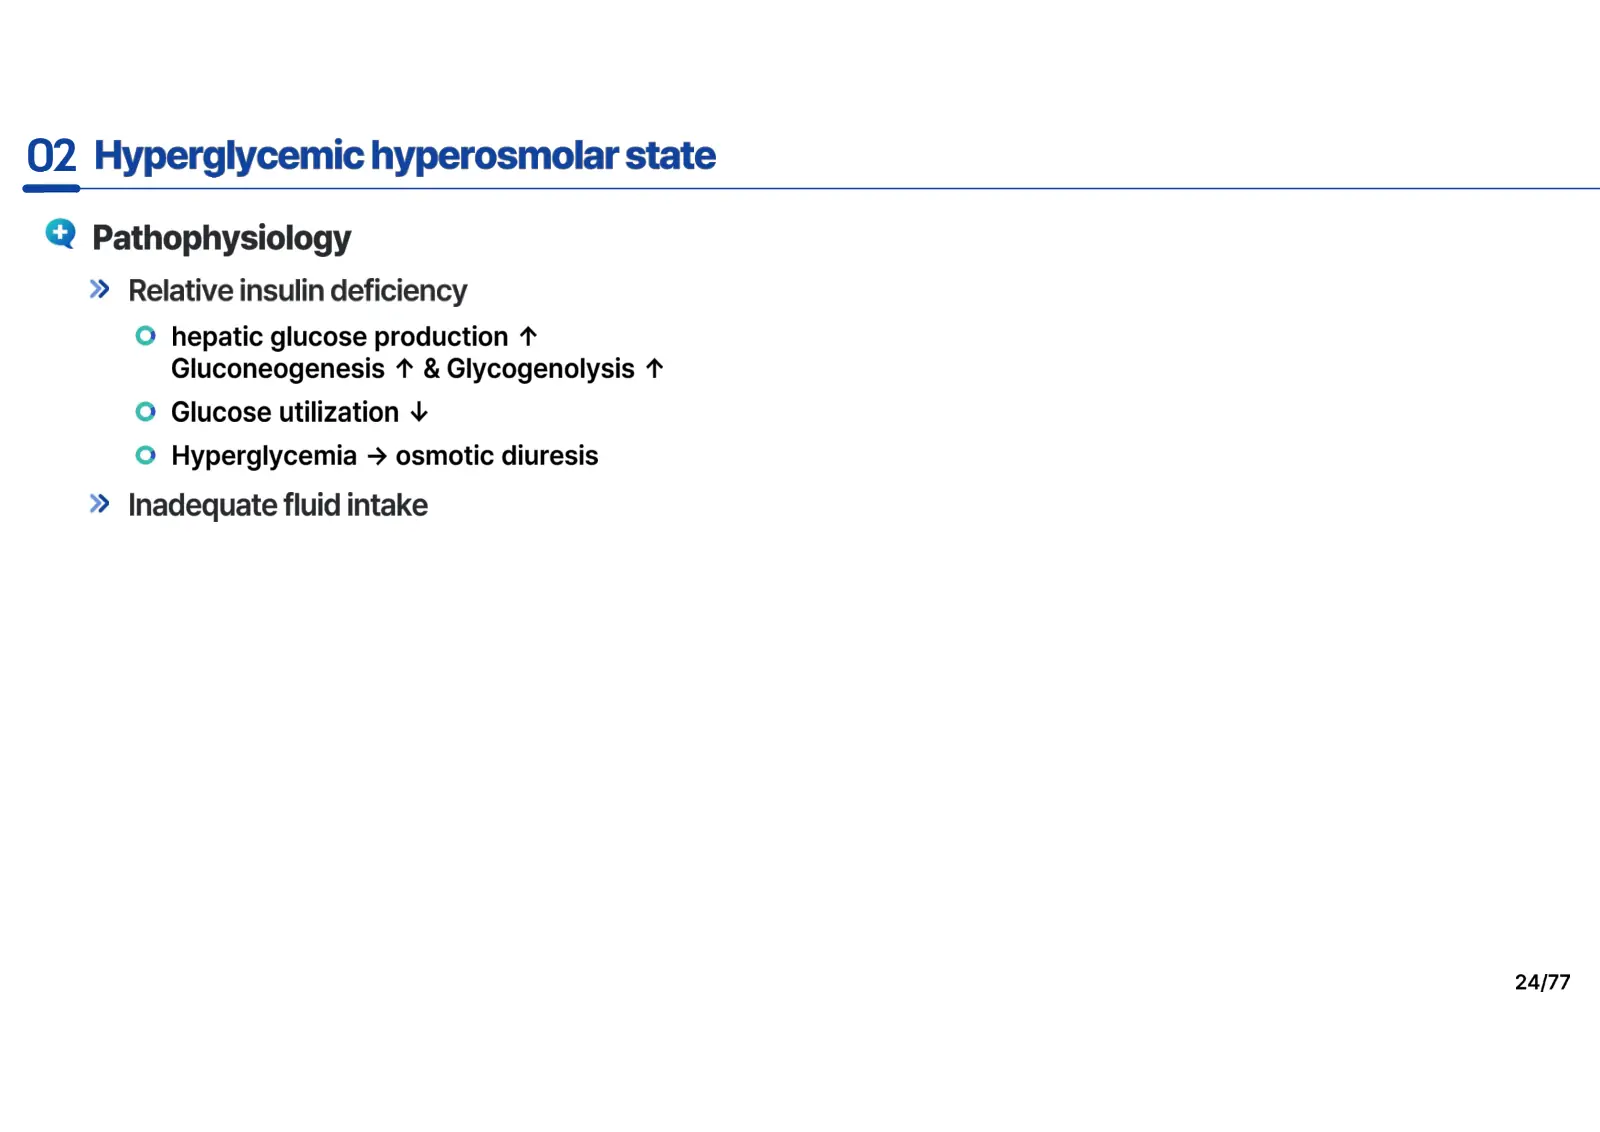 02 Hyperglycemic hyperosmolar state
Pathophysiology
Relative insulin deficiency
hepatic glucose production ↑
Gluconeogenesis ↑ & Glycogenolysis ↑
Glucose utilization ↓
Hyperglycemia → osmotic diuresis
Inadequate fluid intake
24/77